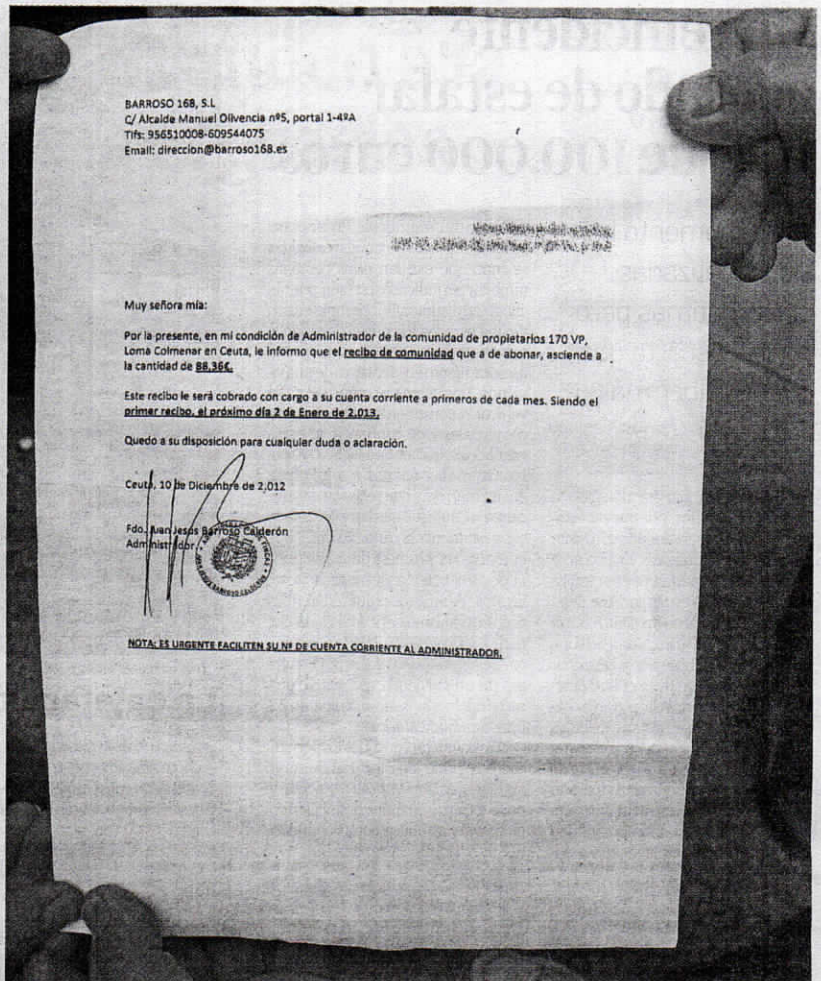 BARROSO 168, S.L
C/ Alcalde Manuel Olivencia nº5, portal 1-4ºA
Tlfs: 956510008-609544075
Email: direccion@barroso168.es
Muy señora mía:
Por la presente, en mi condición de Administrador de la comunidad de propietarios 170 VP,
Loma Colmenar en Ceuta, le informo que el recibo de comunidad que a de abonar, asciende a
la cantidad de 88,36€.
Este recibo le será cobrado con cargo a su cuenta corriente a primeros de cada mes. Siendo el
primer recibo, el próximo día 2 de Enero de 2.013.
Quedo a su disposición para cualquier duda o aclaración.
Ceuta, 10 de Diciembre de 2,012
Fdo. Juan Jesús Barroso Calderón
Administrador
NOTA: ES URGENTE FACILITEN SU Nº DE CUENTA CORRIENTE AL ADMINISTRADOR.